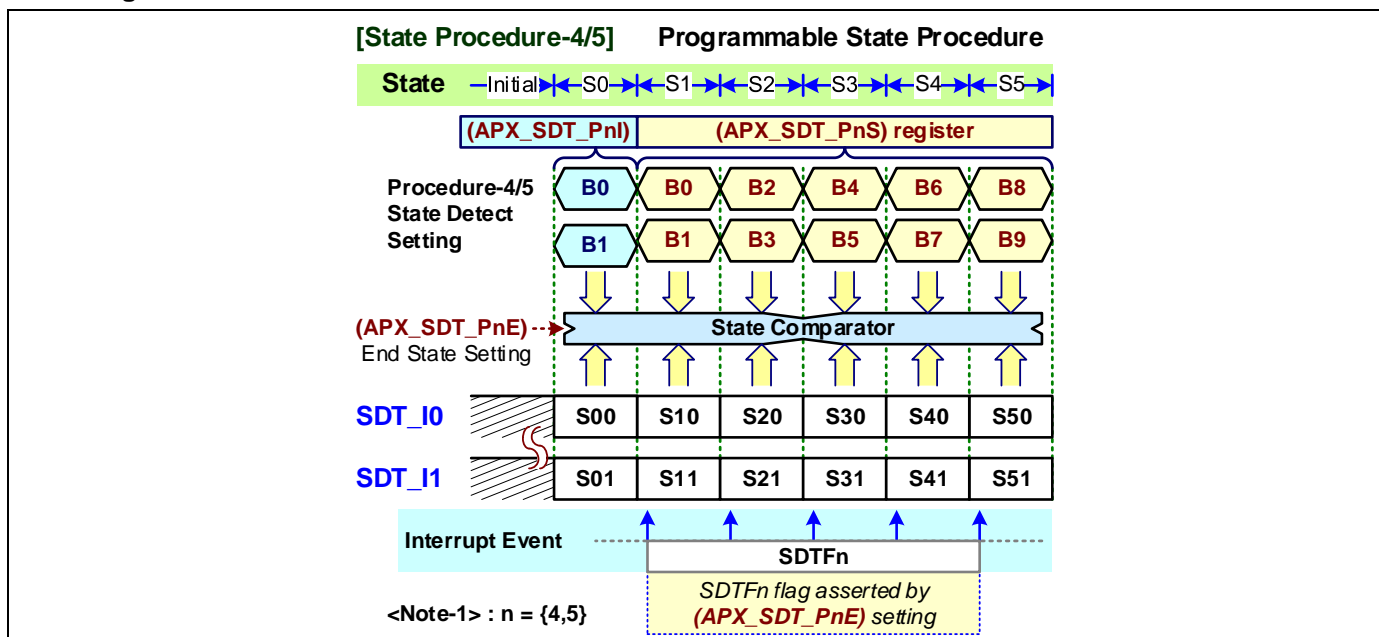 [State Procedure-4/5] Programmable State Procedure
State Initial S0 S1 S2 S3 S4 S5
(APX_SDT_PnI) (APX_SDT_PnS) register
Procedure-4/5
State Detect
Setting
B0 B0 B2 B4 B6 B8
B1 B1 B3 B5 B7 B9
(APX_SDT_PnE) State Comparator
End State Setting
SDT_I0 S00 S10 S20 S30 S40 S50
SDT_I1 S01 S11 S21 S31 S41 S51
Interrupt Event
SDTFn
SDTFn flag asserted by
(APX_SDT_PnE) setting
<Note-1> : n = {4,5}